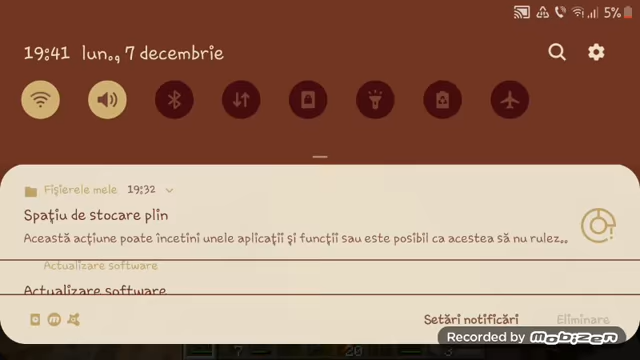 5%
19:41 lun., 7 decembrie
Fișierele mele 19:32
Spațiu de stocare plin
Această acțiune poate încetini unele aplicații și funcții sau este posibil ca acestea să nu rulez..
Actualizare software
Actualizare software
Setări notificări Eliminare
Recorded by mobizen
7 20